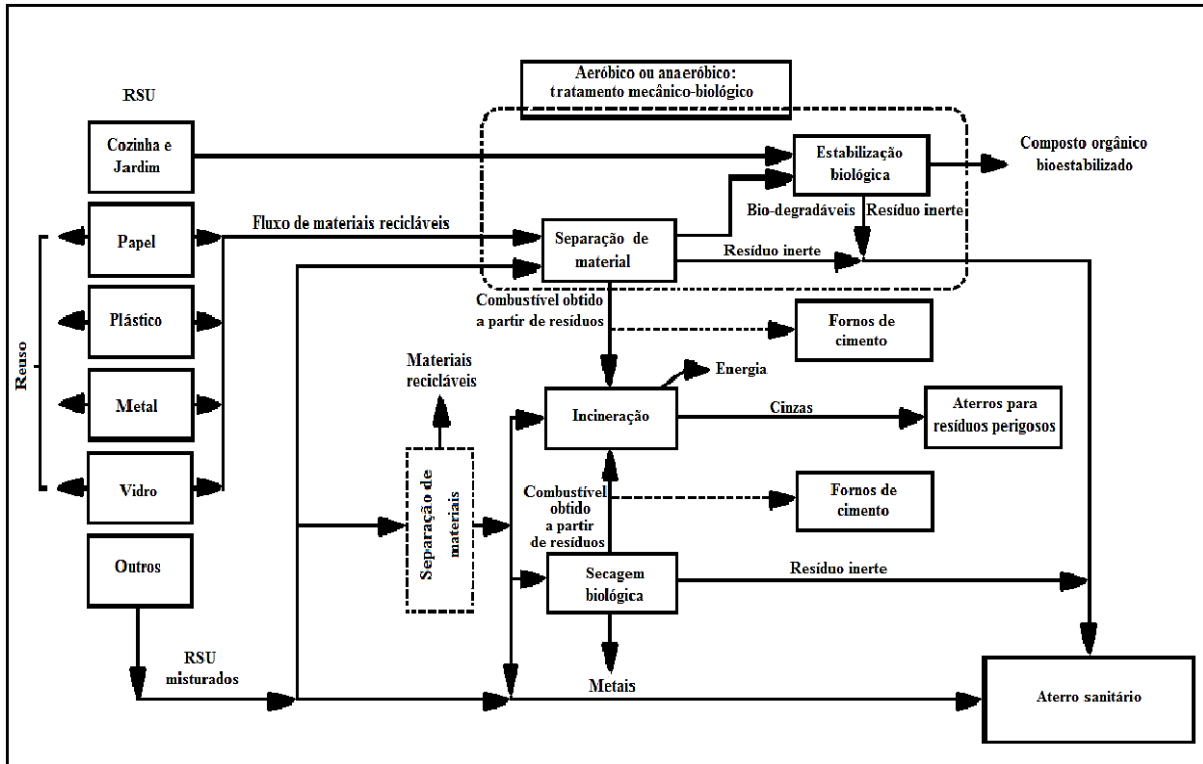 Aeróbico ou anaeróbico:
tratamento mecânico-biológico
RSU
Cozinha e
Jardim
Estabilização
biológica
Composto orgânico
bioestabilizado
Bio-degradáveis
Resíduo inerte
Papel
Fluxo de materiais recicláveis
Separação de
material
Resíduo inerte
Combustível obtido
a partir de resíduos
Plástico
Fornos de
cimento
Reuso
Materiais
recicláveis
Energia
Metal
Incineração
Cinzas
Aterros para
resíduos perigosos
Vidro
Separação de
materiais
Combustível
obtido
a partir
de resíduos
Fornos de
cimento
Outros
Secagem
biológica
Resíduo inerte
RSU
misturados
Metais
Aterro sanitário